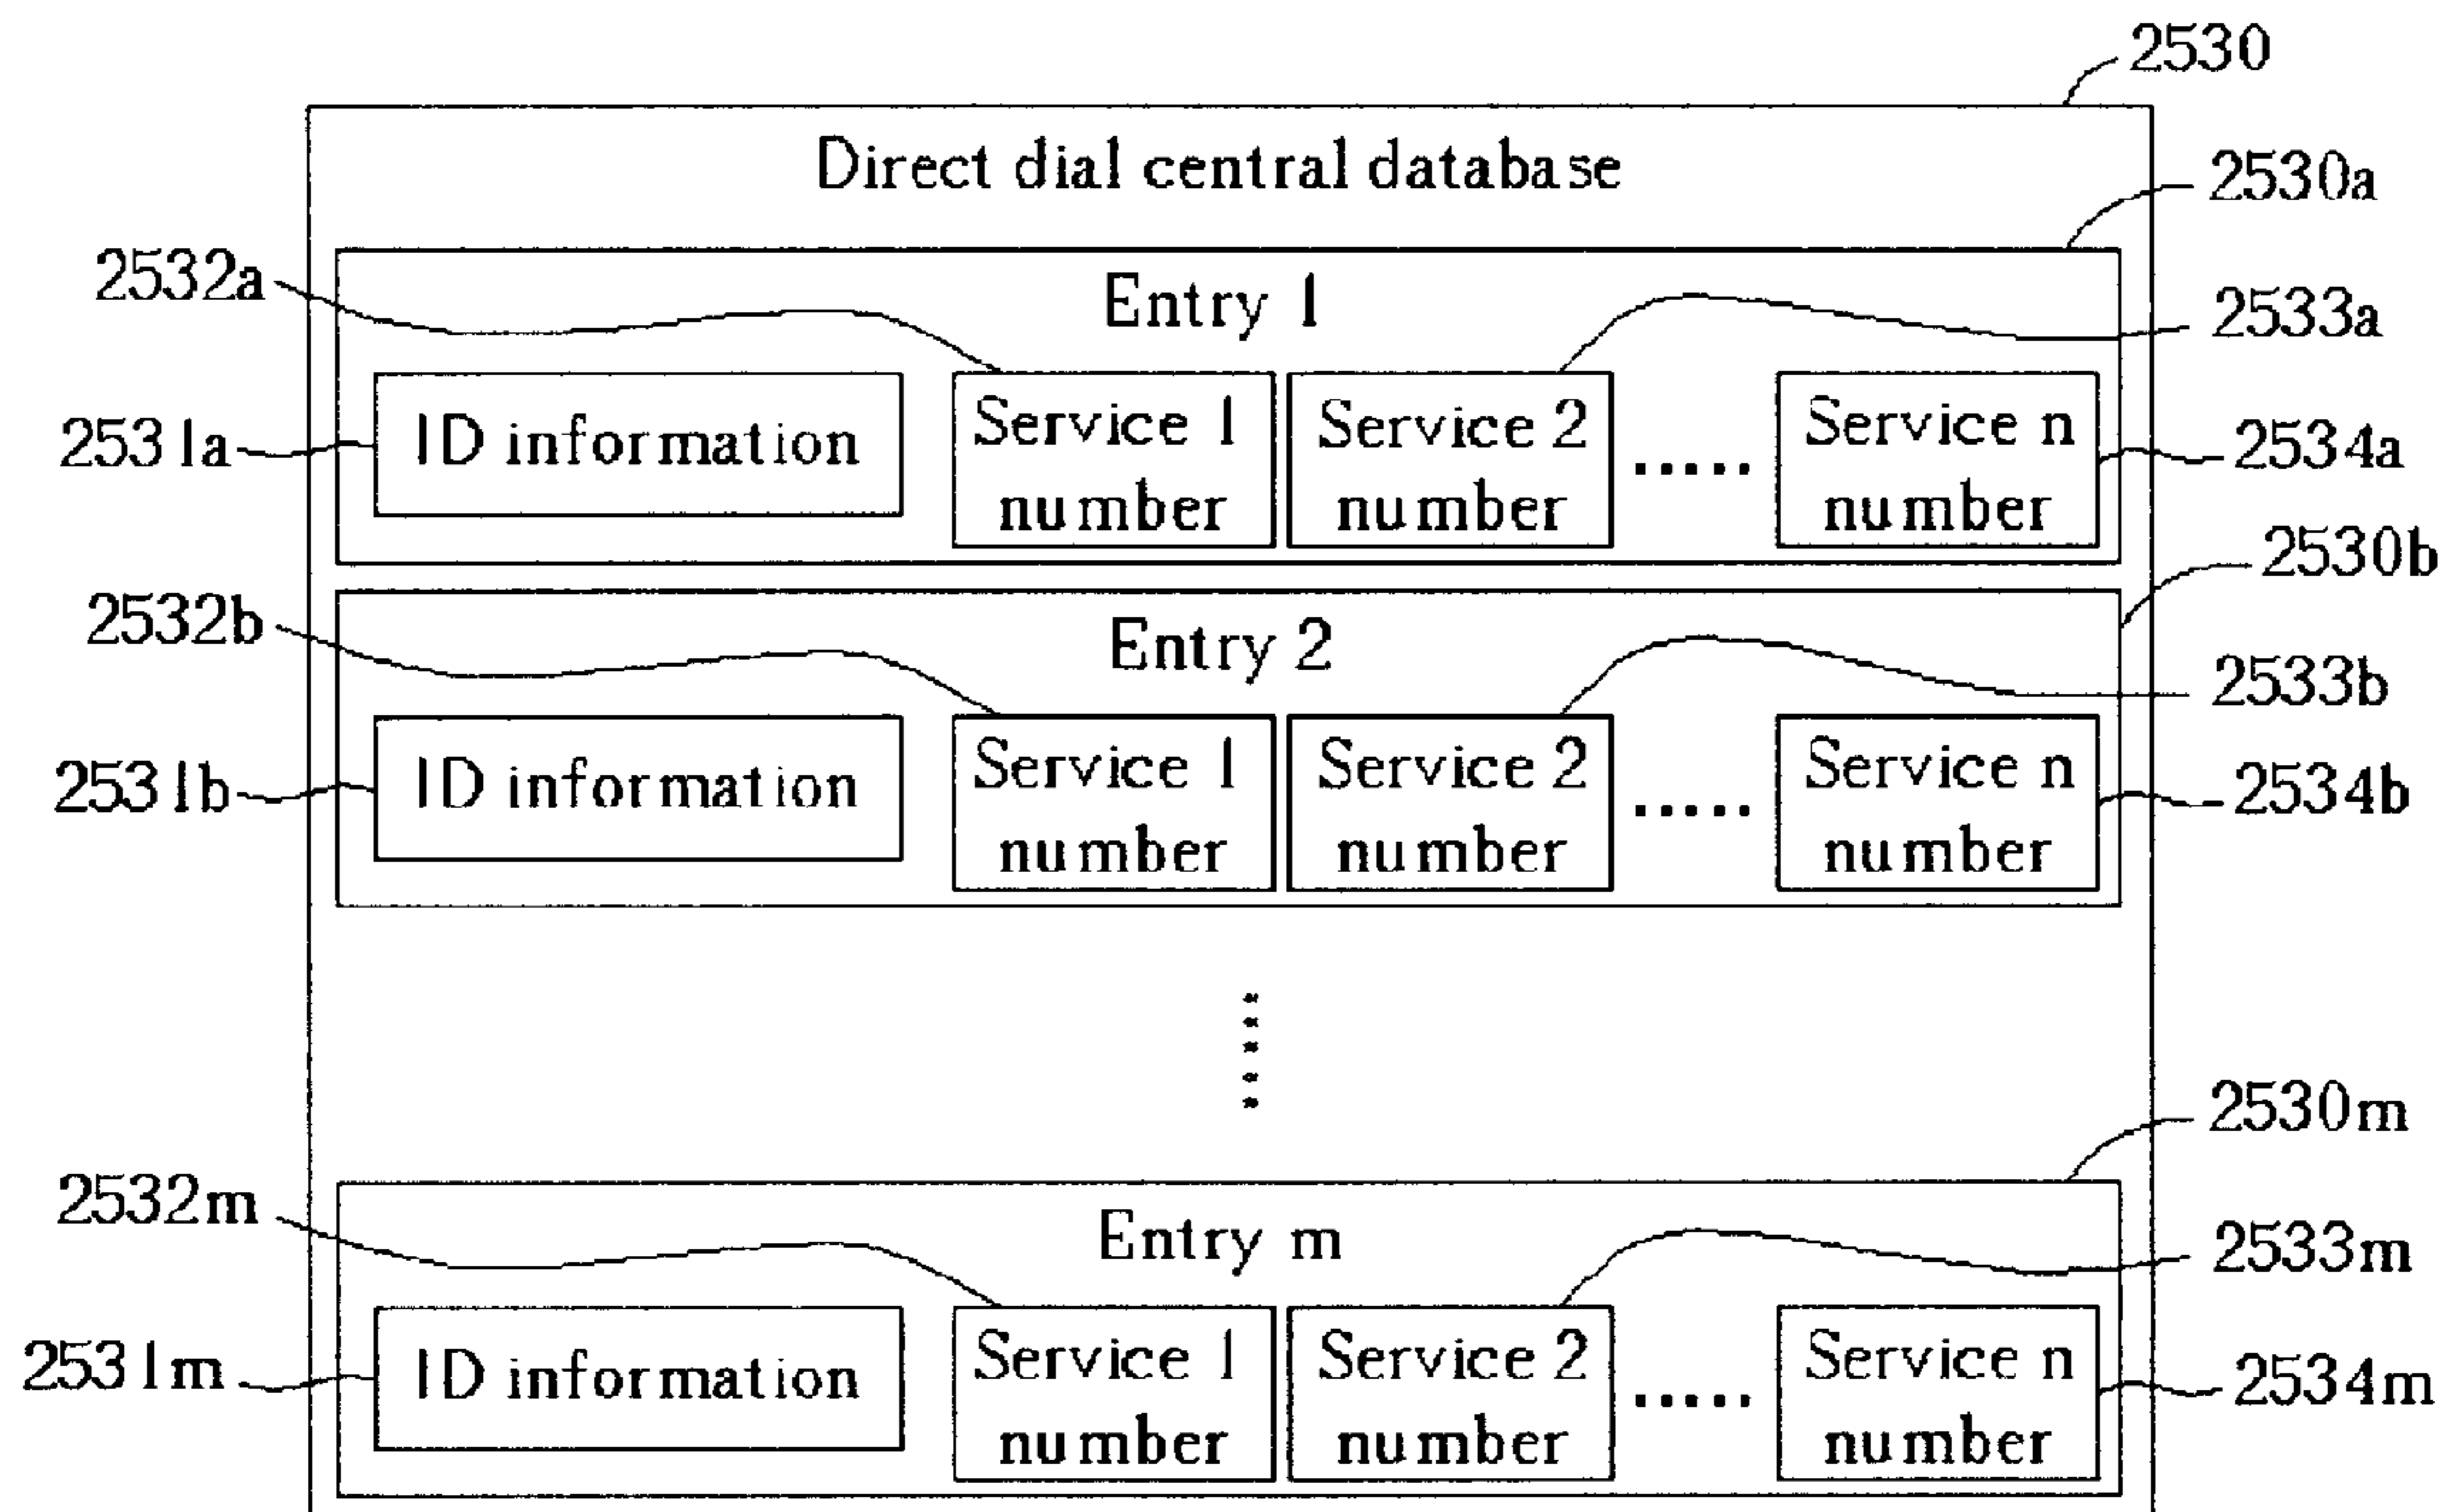 2530
Direct dial central database
2530a
2532a
Entry 1
2533a
2531a
ID information
Service 1
number
Service 2
number
.....
Service n
number
2534a
2530b
2532b
Entry 2
2533b
2531b
ID information
Service 1
number
Service 2
number
.....
Service n
number
2534b
2530m
2532m
Entry m
2533m
2531m
ID information
Service 1
number
Service 2
number
.....
Service n
number
2534m